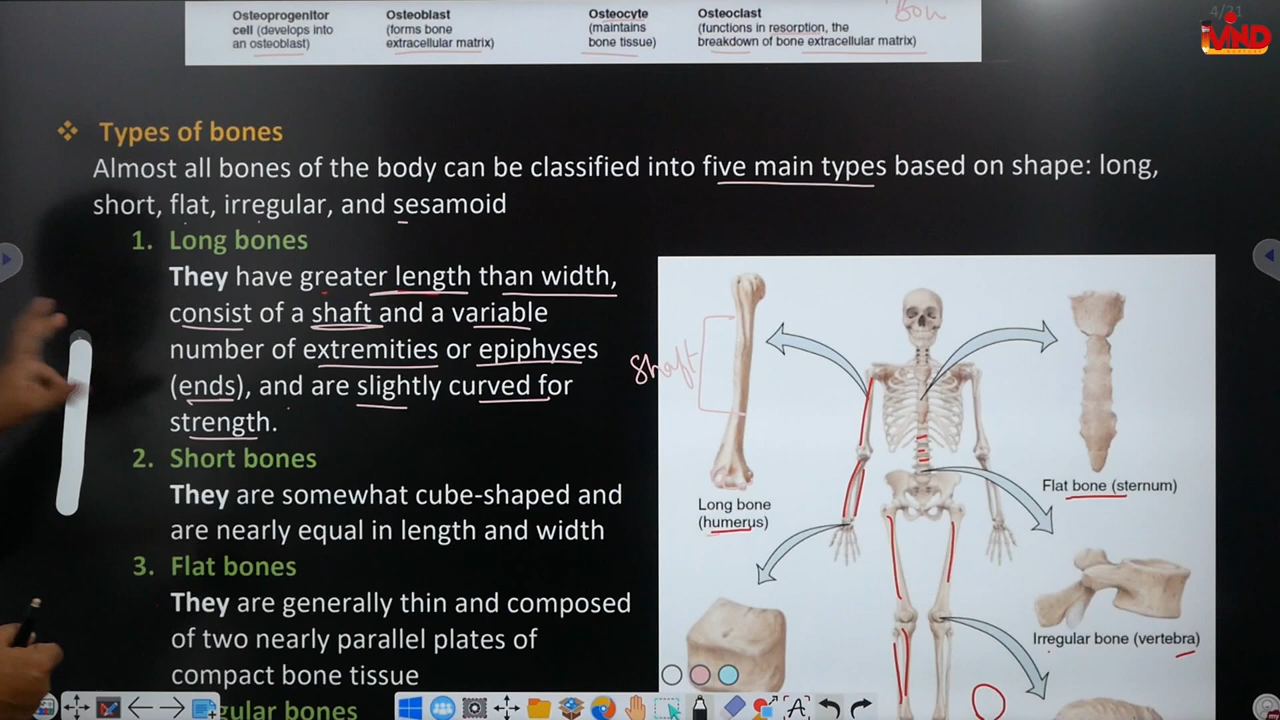 Osteoprogenitor
cell (develops into
an osteoblast)
Osteoblast
(forms bone
extracellular matrix)
Osteocyte
(maintains
bone tissue)
Osteoclast
(functions in resorption, the
breakdown of bone extracellular matrix)
4/31
MIND
❖ Types of bones
Almost all bones of the body can be classified into five main types based on shape: long,
short, flat, irregular, and sesamoid
1. Long bones
They have greater length than width,
consist of a shaft and a variable
number of extremities or epiphyses
(ends), and are slightly curved for
strength.
2. Short bones
They are somewhat cube-shaped and
are nearly equal in length and width
3. Flat bones
They are generally thin and composed
of two nearly parallel plates of
compact bone tissue
gular bones
Shaft
Long bone
(humerus)
Flat bone (sternum)
Irregular bone (vertebra)